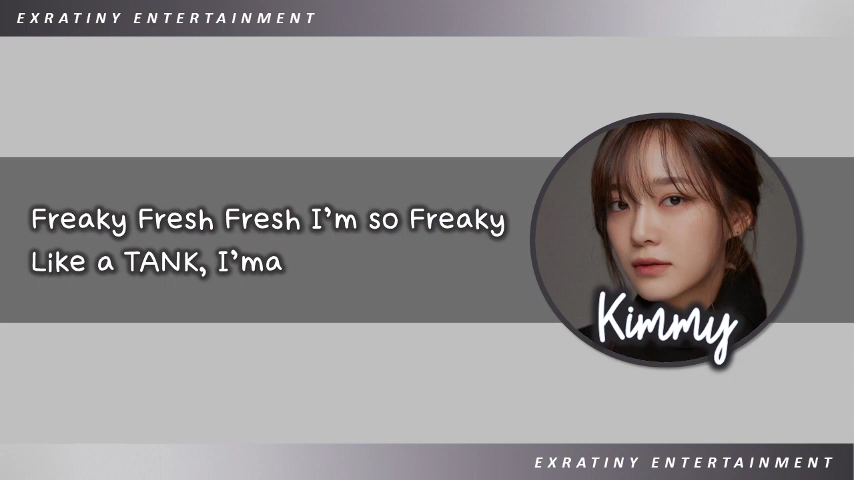 EXRATINY ENTERTAINMENT
Freaky Fresh Fresh I'm so Freaky
Like a TANK, I'ma
Kimmy
EXRATINY ENTERTAINMENT